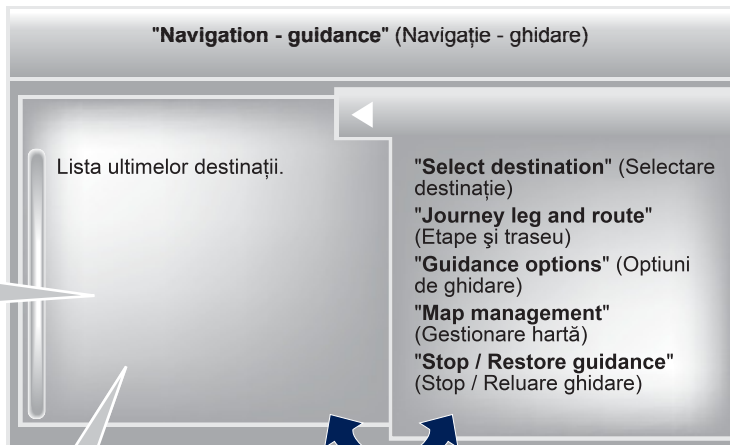 "Navigation - guidance" (Navigație - ghidare)
Lista ultimelor destinații.
"Select destination" (Selectare
destinație)
"Journey leg and route"
(Etape şi traseu)
"Guidance options" (Optiuni
de ghidare)
"Map management"
(Gestionare hartă)
"Stop / Restore guidance"
(Stop / Reluare ghidare)